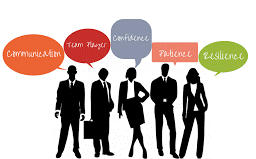 Communication
Team Player
Confidence
Patience
Resilience